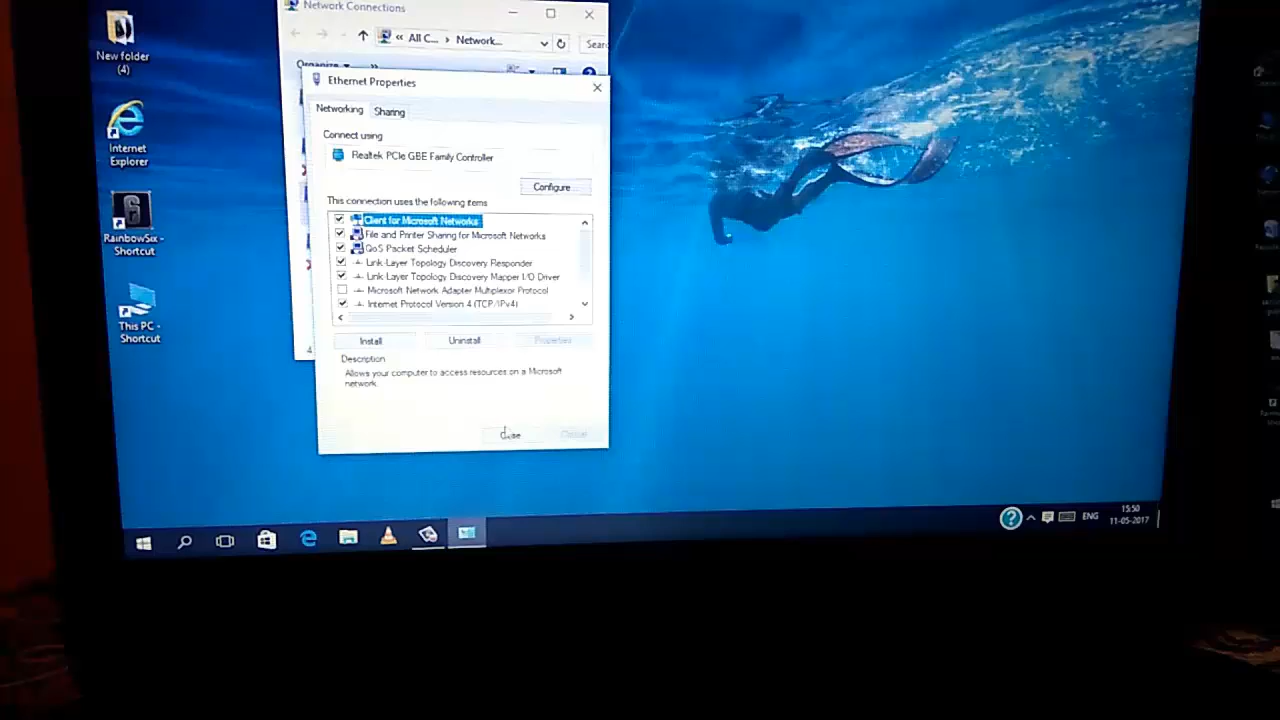 Network Connections
« All C... › Network...
Organize
Ethernet Properties
Networking
Sharing
Connect using
Realtek PCIe GBE Family Controller
Configure...
This connection uses the following items
Client for Microsoft Networks
File and Printer Sharing for Microsoft Networks
QoS Packet Scheduler
Link-Layer Topology Discovery Responder
Link-Layer Topology Discovery Mapper I/O Driver
Microsoft Network Adapter Multiplexor Protocol
Internet Protocol Version 4 (TCP/IPv4)
Install
Uninstall
Properties
Description
Allows your computer to access resources on a Microsoft
network.
Close
Cancel
4
New folder
(4)
Internet
Explorer
RainbowSix -
Shortcut
This PC -
Shortcut
ENG
15:50
11-05-2017